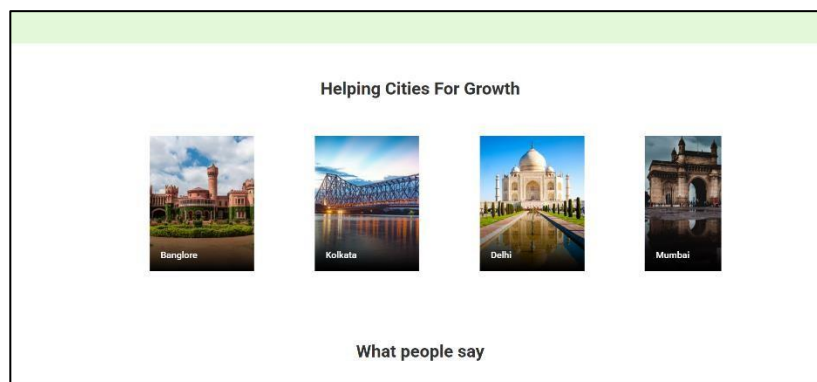 Helping Cities For Growth
Banglore
Kolkata
Delhi
Mumbai
What people say